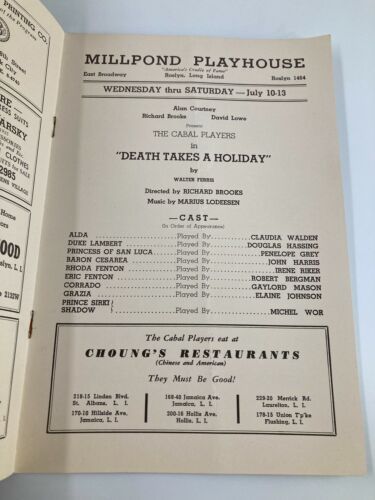 PRINTING CO.
MILLPOND PLAYHOUSE
"America's Cradle of Fame"
East Broadway Roslyn, Long Island Roslyn 1464
WEDNESDAY thru SATURDAY — July 10-13
Alan Courtney
Richard Brooks David Lowe
Present
THE CABAL PLAYERS
in
"DEATH TAKES A HOLIDAY"
by
WALTER FERRIS
Directed by RICHARD BROOKS
Music by MARIUS LODEESEN
—CAST—
(In Order of Appearance)
ALDA Played By CLAUDIA WALDEN
DUKE LAMBERT Played By DOUGLAS HASSING
PRINCESS OF SAN LUCA Played By PENELOPE GREY
BARON CESAREA Played By JOHN HARRIS
RHODA FENTON Played By IRENE RIKER
ERIC FENTON Played By ROBERT BERGMAN
CORRADO Played By GAYLORD MASON
GRAZIA Played By ELAINE JOHNSON
PRINCE SIRKI
SHADOW Played By MICHEL WOR
The Cabal Players eat at
CHOUNG'S RESTAURANTS
(Chinese and American)
They Must Be Good!
218-15 Linden Blvd. 168-40 Jamaica Ave. 229-20 Merrick Rd.
St. Albans, L. I. Jamaica, L. I. Laurelton, L. I.
170-10 Hillside Ave. 200-16 Hollis Ave. 178-15 Union T'p'ke
Jamaica, L. I. Hollis, L. I. Flushing, L. I.